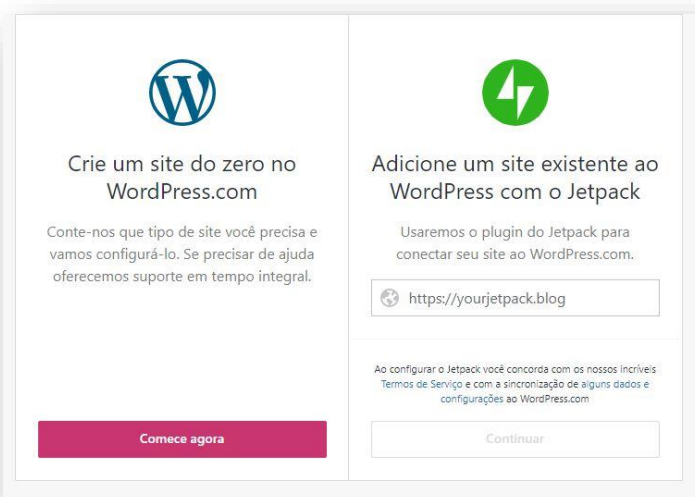 Crie um site do zero no
WordPress.com
Conte-nos que tipo de site você precisa e
vamos configurá-lo. Se precisar de ajuda
oferecemos suporte em tempo integral.
Comece agora
Adicione um site existente ao
WordPress com o Jetpack
Usaremos o plugin do Jetpack para
conectar seu site ao WordPress.com.
https://yourjetpack.blog
Ao configurar o Jetpack você concorda com os nossos incríveis
Termos de Serviço e com a sincronização de alguns dados e
configurações ao WordPress.com
Continuar